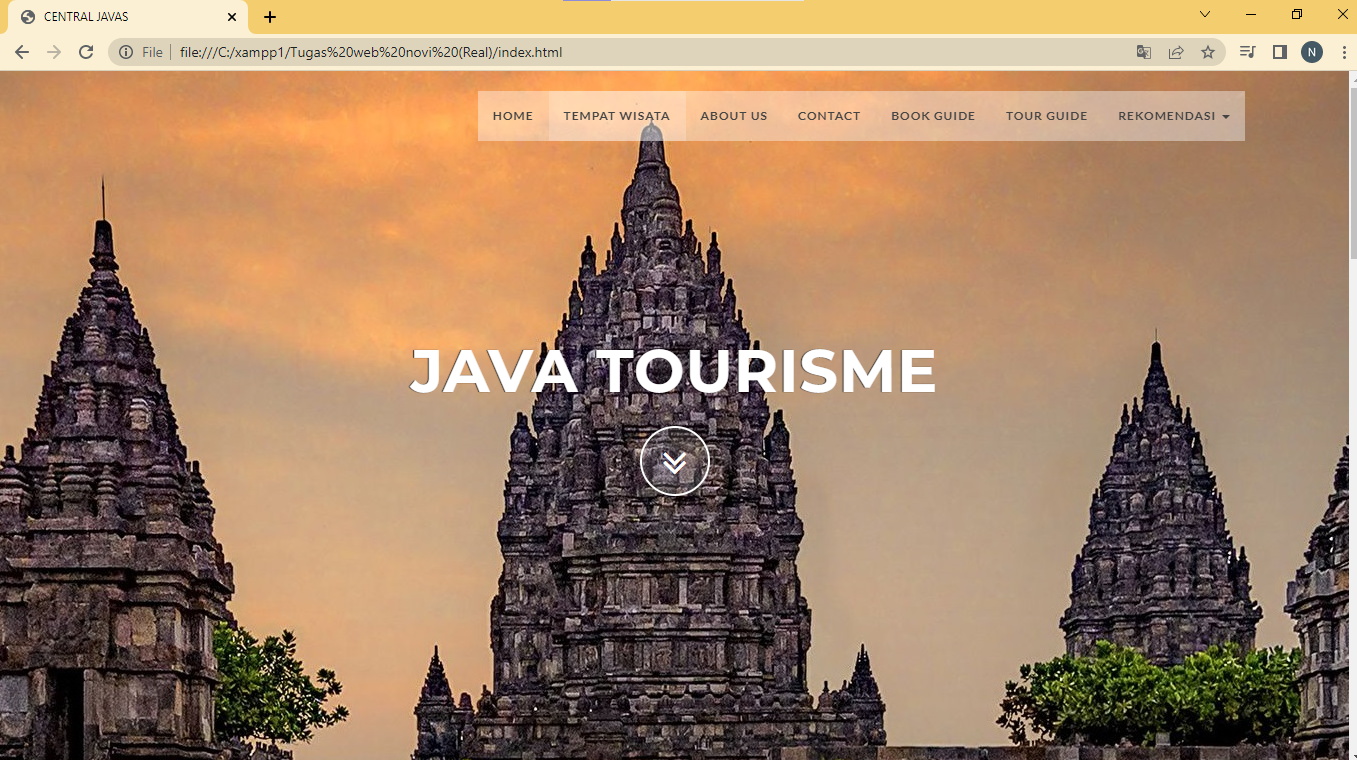 CENTRAL JAVAS
File
file:///C:/xampp1/Tugas%20web%20novi%20(Real)/index.html
N
HOME TEMPAT WISATA ABOUT US CONTACT BOOK GUIDE TOUR GUIDE REKOMENDASI
JAVA TOURISME